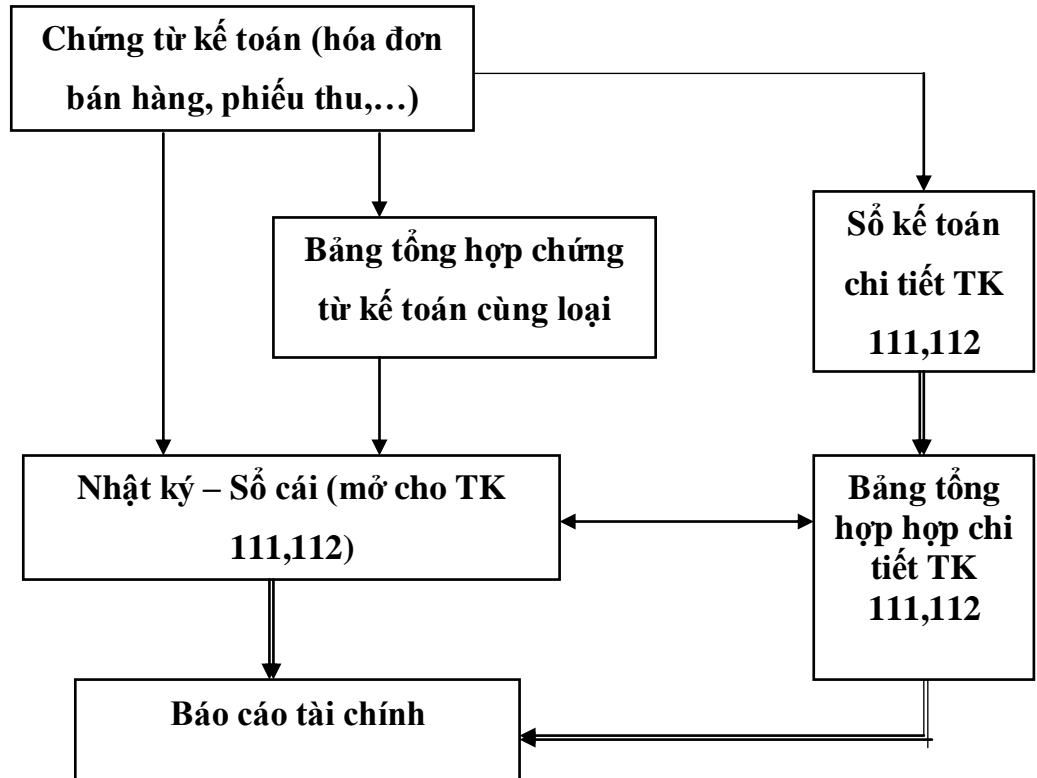 Chứng từ kế toán (hóa đơn
bán hàng, phiếu thu,…)
Bảng tổng hợp chứng
từ kế toán cùng loại
Sổ kế toán
chi tiết TK
111,112
Nhật ký – Sổ cái (mở cho TK
111,112)
Bảng tổng
hợp hợp chi
tiết TK
111,112
Báo cáo tài chính